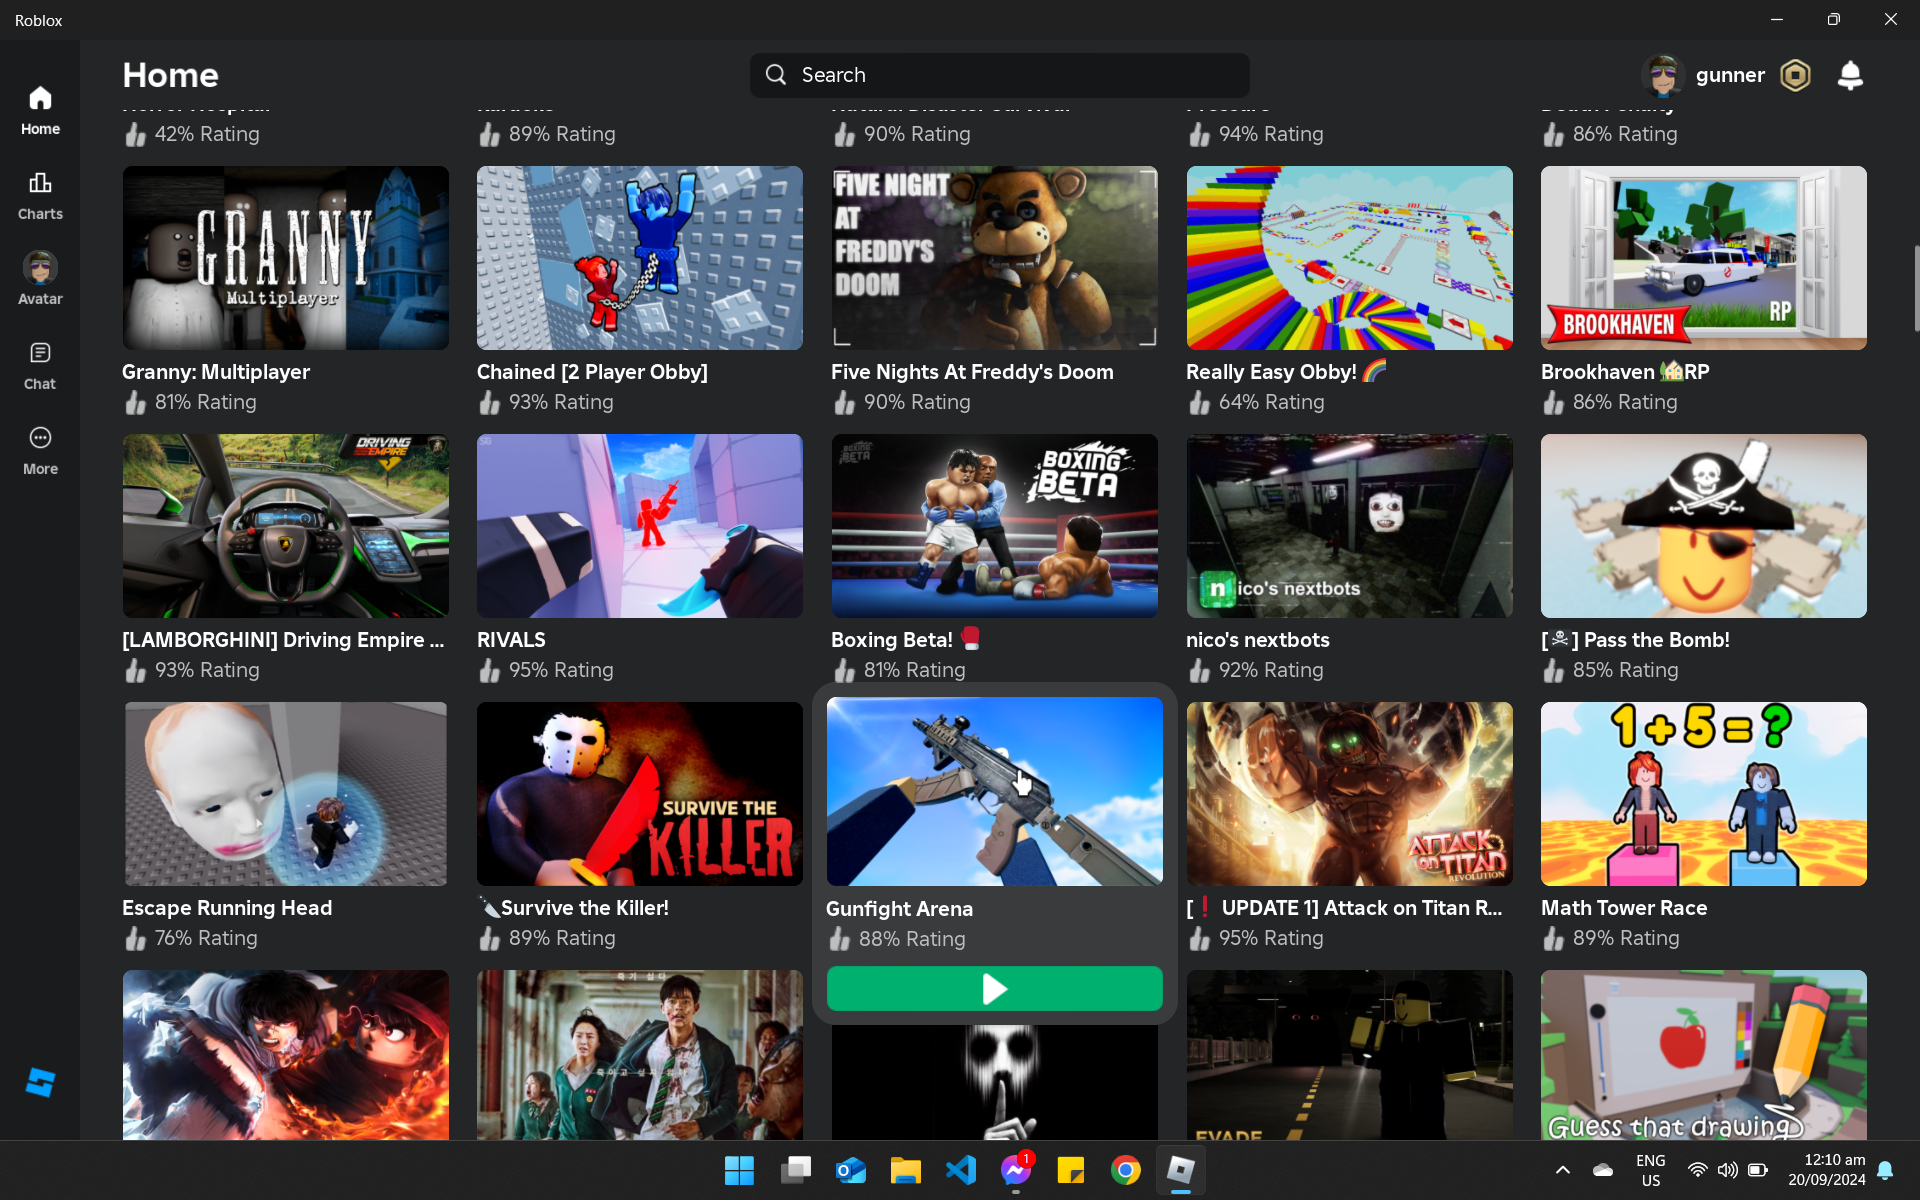 Roblox
Home
Search
gunner
Home
Charts
Avatar
Chat
More
42% Rating
89% Rating
90% Rating
94% Rating
86% Rating
GRANNY
Multiplayer
FIVE NIGHT
AT
FREDDY'S
DOOM
BROOKHAVEN
RP
Granny: Multiplayer
Chained [2 Player Obby]
Five Nights At Freddy's Doom
Really Easy Obby! 🌈
Brookhaven 🏡RP
81% Rating
93% Rating
90% Rating
64% Rating
86% Rating
DRIVING
EMPIRE
SG
BOXING
BETA
BOXING
BETA
n ico's nextbots
[LAMBORGHINI] Driving Empire ...
RIVALS
Boxing Beta! 🥊
nico's nextbots
[☠️] Pass the Bomb!
93% Rating
95% Rating
81% Rating
92% Rating
85% Rating
SURVIVE THE
KILLER
ATTACK
ON TITAN
REVOLUTION
1+5=?
Escape Running Head
🔪Survive the Killer!
Gunfight Arena
[❗ UPDATE 1] Attack on Titan R...
Math Tower Race
76% Rating
89% Rating
88% Rating
95% Rating
89% Rating
EVADE
Guess that drawing
1
ENG
US
12:10 am
20/09/2024